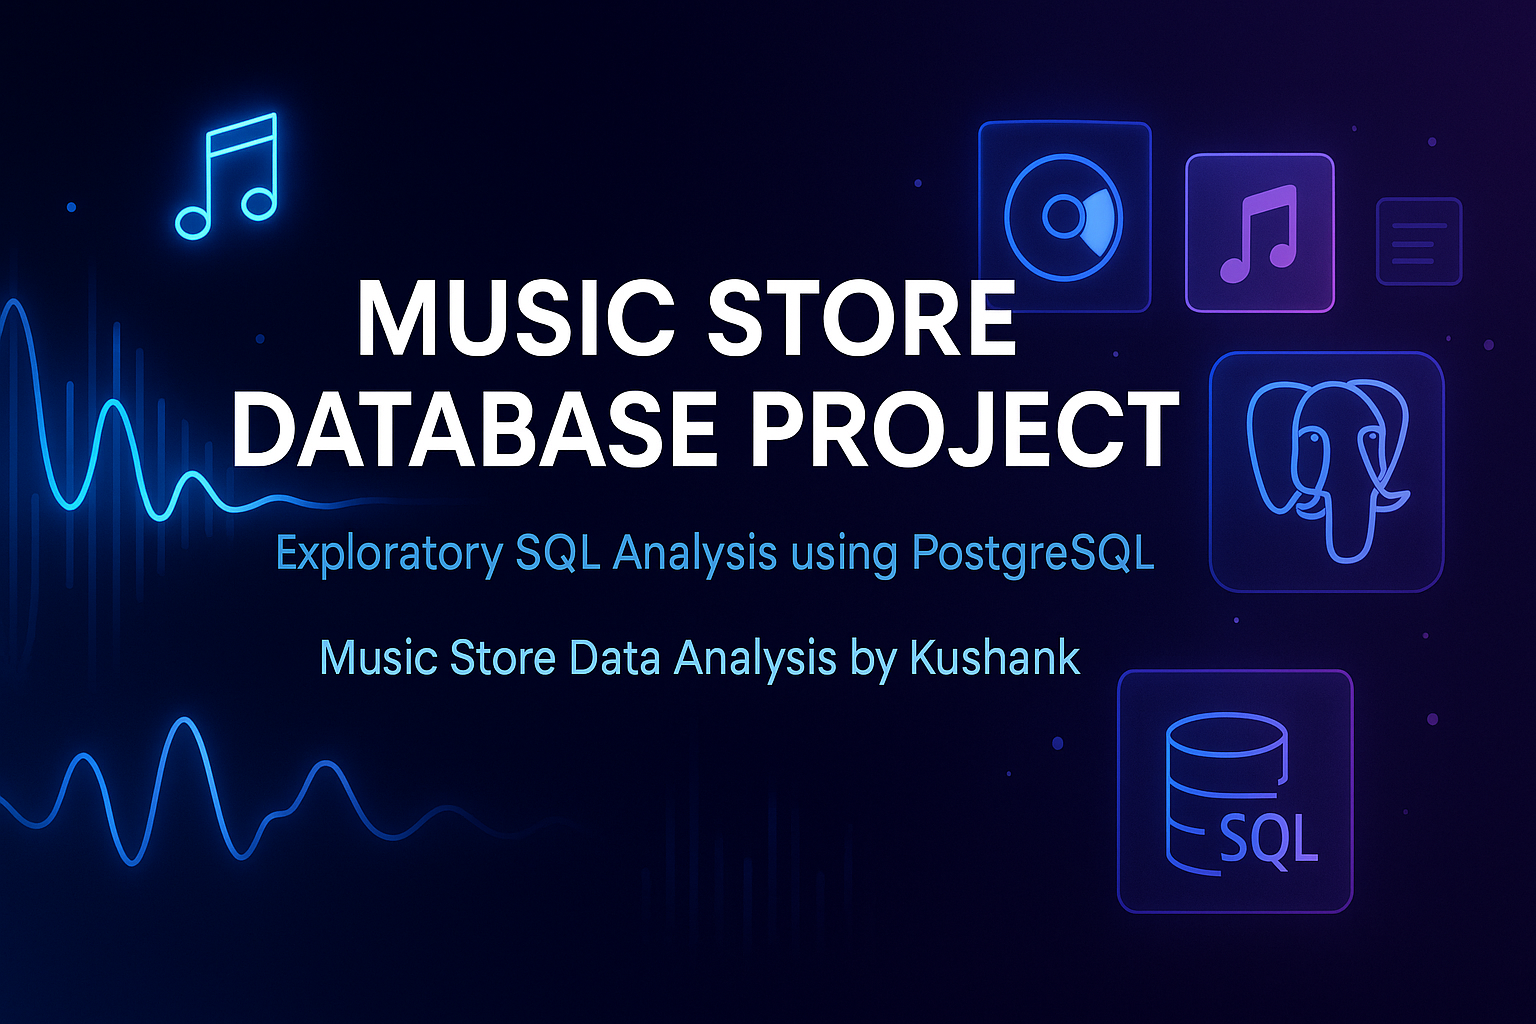 MUSIC STORE
DATABASE PROJECT
Exploratory SQL Analysis using PostgreSQL
Music Store Data Analysis by Kushank
SQL